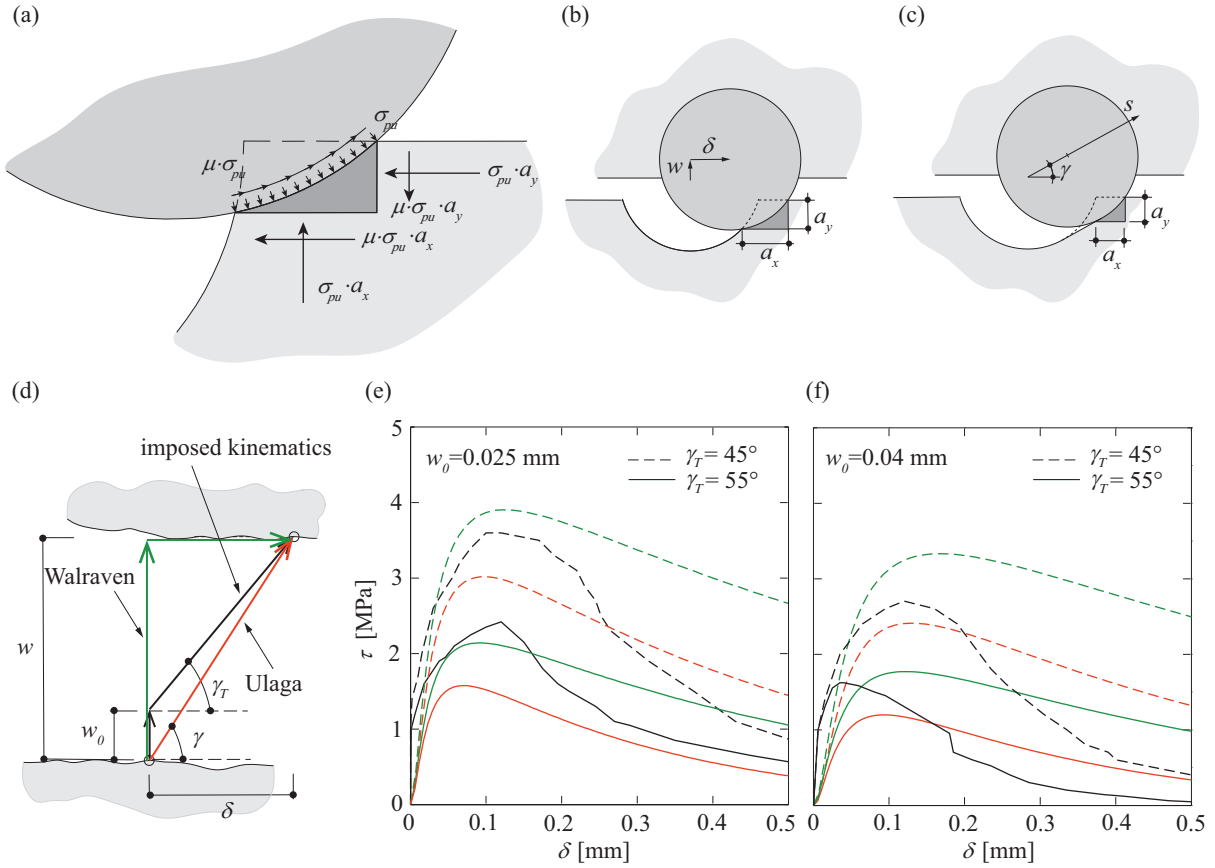 (a)
σpu
μ·σpu
σpu·ay
μ·σpu·ay
μ·σpu·ax
σpu·ax
(b)
δ
w
ay
ax
(c)
s
γ
ay
ax
(d)
imposed kinematics
Walraven
w
γT
Ulaga
w0
γ
δ
(e)
5
4
3
2
1
0
τ [MPa]
w0=0.025 mm
γT = 45°
γT = 55°
0 0.1 0.2 0.3 0.4 0.5
δ [mm]
(f)
w0=0.04 mm
γT = 45°
γT = 55°
0 0.1 0.2 0.3 0.4 0.5
δ [mm]